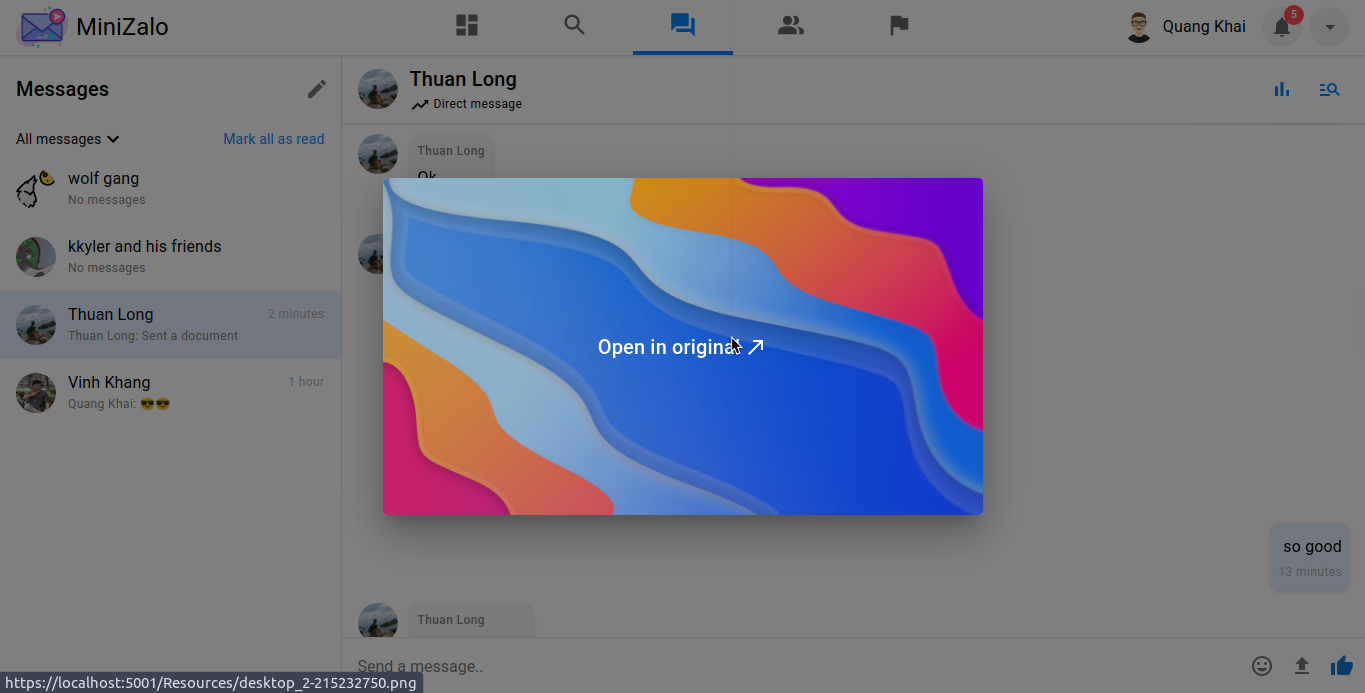 MiniZalo
Quang Khai
5
Messages
All messages
Mark all as read
wolf gang
No messages
kkyler and his friends
No messages
Thuan Long
2 minutes
Thuan Long: Sent a document
Vinh Khang
1 hour
Quang Khai: 😎😎
Thuan Long
Direct message
Thuan Long
Ok
Open in original
so good
13 minutes
Thuan Long
Send a message..
https://localhost:5001/Resources/desktop_2-215232750.png